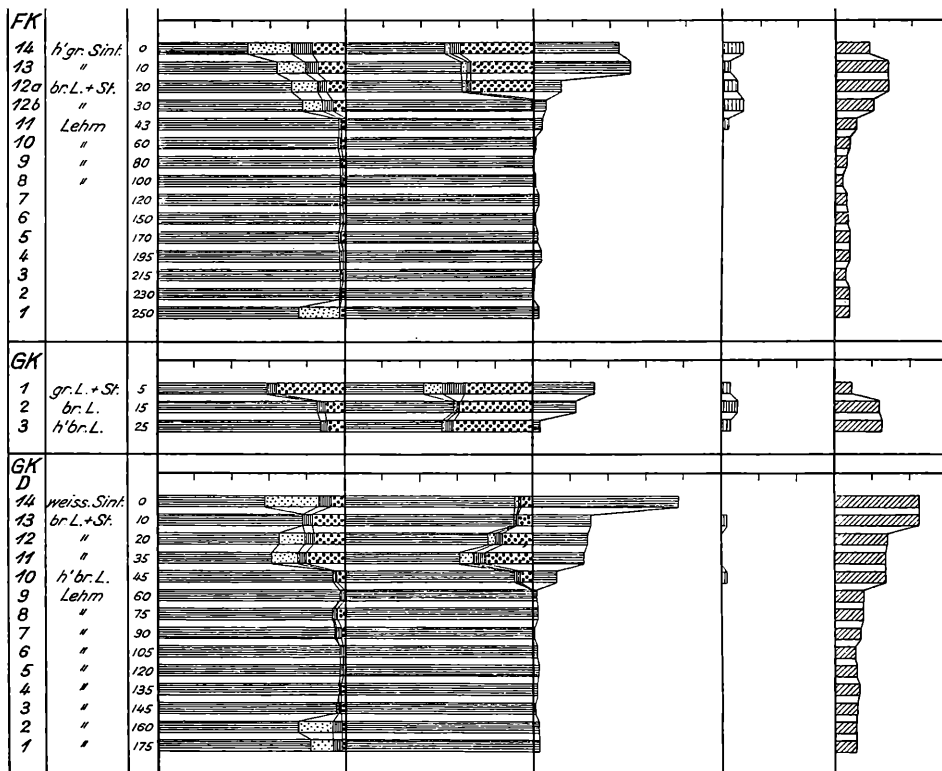 FK
14 h'gr. Sint. 0
13 " 10
12a br.L.+St. 20
12b " 30
11 Lehm 43
10 " 60
9 " 80
8 " 100
7 120
6 150
5 170
4 195
3 215
2 230
1 250
GK
1 gr.L.+St. 5
2 br.L. 15
3 h'br.L. 25
GK
D
14 weiss.Sint. 0
13 br.L.+St. 10
12 " 20
11 " 35
10 h'br.L. 45
9 Lehm 60
8 " 75
7 " 90
6 " 105
5 " 120
4 " 135
3 " 145
2 " 160
1 " 175